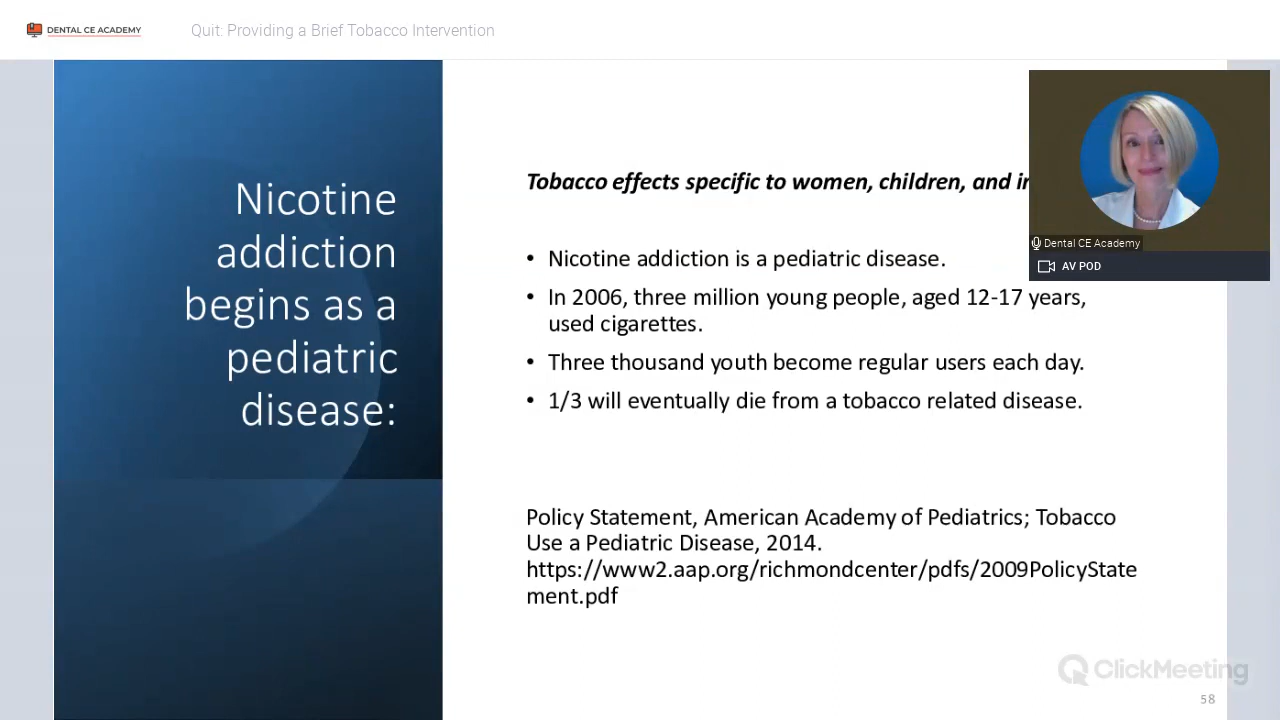 DENTAL CE ACADEMY
Quit: Providing a Brief Tobacco Intervention
Nicotine
addiction
begins as a
pediatric
disease:
Tobacco effects specific to women, children, and
• Nicotine addiction is a pediatric disease.
• In 2006, three million young people, aged 12-17 years,
used cigarettes.
• Three thousand youth become regular users each day.
• 1/3 will eventually die from a tobacco related disease.
Policy Statement, American Academy of Pediatrics; Tobacco
Use a Pediatric Disease, 2014.
https://www2.aap.org/richmondcenter/pdfs/2009PolicyState
ment.pdf
Dental CE Academy
AV POD
ClickMeeting
58